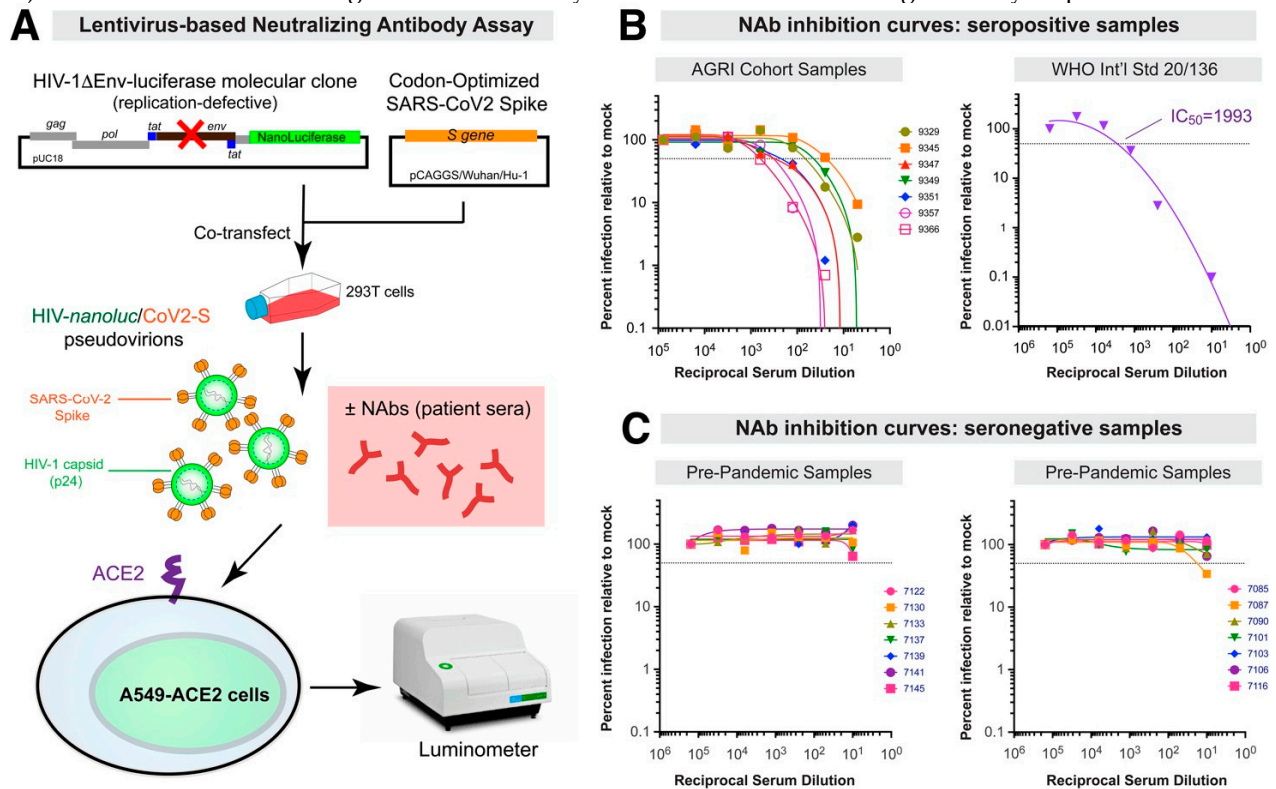 A
Lentivirus-based Neutralizing Antibody Assay
HIV-1ΔEnv-luciferase molecular clone
(replication-defective)
gag
pol
tat
env
tat
NanoLuciferase
pUC18
Codon-Optimized
SARS-CoV2 Spike
S gene
pCAGGS/Wuhan/Hu-1
Co-transfect
293T cells
HIV-nanoluc/CoV2-S
pseudovirions
SARS-CoV-2
Spike
HIV-1 capsid
(p24)
± NAbs (patient sera)
ACE2
A549-ACE2 cells
Luminometer
B
NAb inhibition curves: seropositive samples
AGRI Cohort Samples
Percent infection relative to mock
100
10
1
0.1
10⁵
10⁴
10³
10²
10¹
10⁰
Reciprocal Serum Dilution
9329
9345
9347
9349
9351
9357
9366
WHO Int'l Std 20/136
IC₅₀=1993
Percent infection relative to mock
100
10
1
0.1
0.01
10⁶
10⁵
10⁴
10³
10²
10¹
10⁰
Reciprocal Serum Dilution
C
NAb inhibition curves: seronegative samples
Pre-Pandemic Samples
Percent infection relative to mock
100
10
1
0.1
10⁶
10⁵
10⁴
10³
10²
10¹
10⁰
Reciprocal Serum Dilution
7122
7130
7133
7137
7139
7141
7145
Pre-Pandemic Samples
Percent infection relative to mock
100
10
1
0.1
10⁶
10⁵
10⁴
10³
10²
10¹
10⁰
Reciprocal Serum Dilution
7085
7087
7090
7101
7103
7106
7116